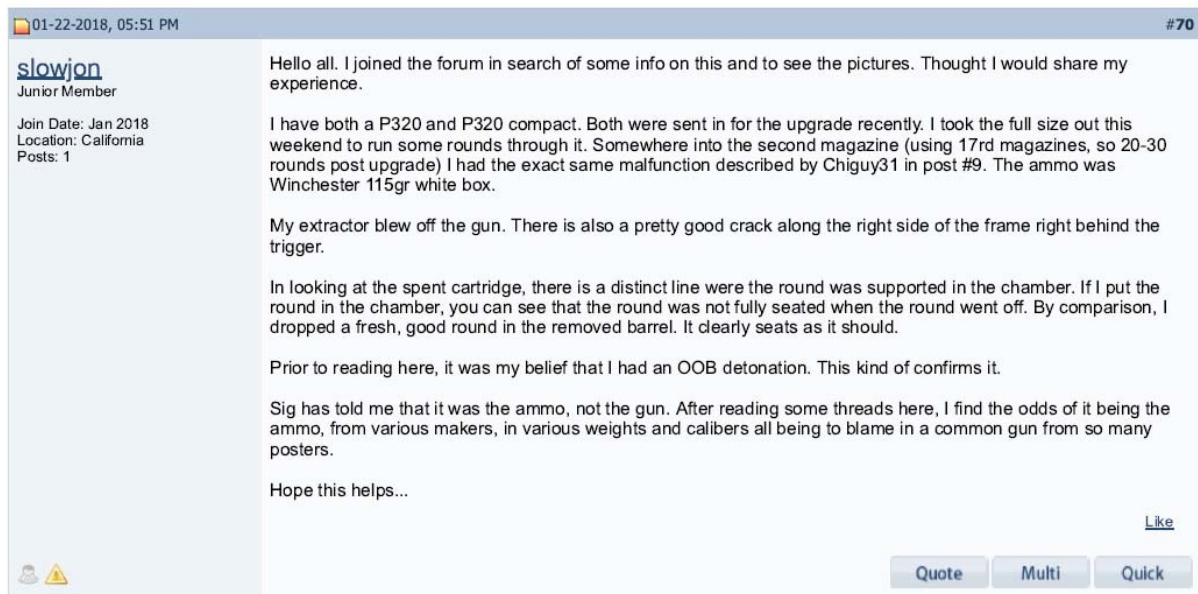 01-22-2018, 05:51 PM
#70
slowjon
Junior Member
Join Date: Jan 2018
Location: California
Posts: 1
Hello all. I joined the forum in search of some info on this and to see the pictures. Thought I would share my
experience.
I have both a P320 and P320 compact. Both were sent in for the upgrade recently. I took the full size out this
weekend to run some rounds through it. Somewhere into the second magazine (using 17rd magazines, so 20-30
rounds post upgrade) I had the exact same malfunction described by Chiguy31 in post #9. The ammo was
Winchester 115gr white box.
My extractor blew off the gun. There is also a pretty good crack along the right side of the frame right behind the
trigger.
In looking at the spent cartridge, there is a distinct line were the round was supported in the chamber. If I put the
round in the chamber, you can see that the round was not fully seated when the round went off. By comparison, I
dropped a fresh, good round in the removed barrel. It clearly seats as it should.
Prior to reading here, it was my belief that I had an OOB detonation. This kind of confirms it.
Sig has told me that it was the ammo, not the gun. After reading some threads here, I find the odds of it being the
ammo, from various makers, in various weights and calibers all being to blame in a common gun from so many
posters.
Hope this helps...
Like
Quote
Multi
Quick